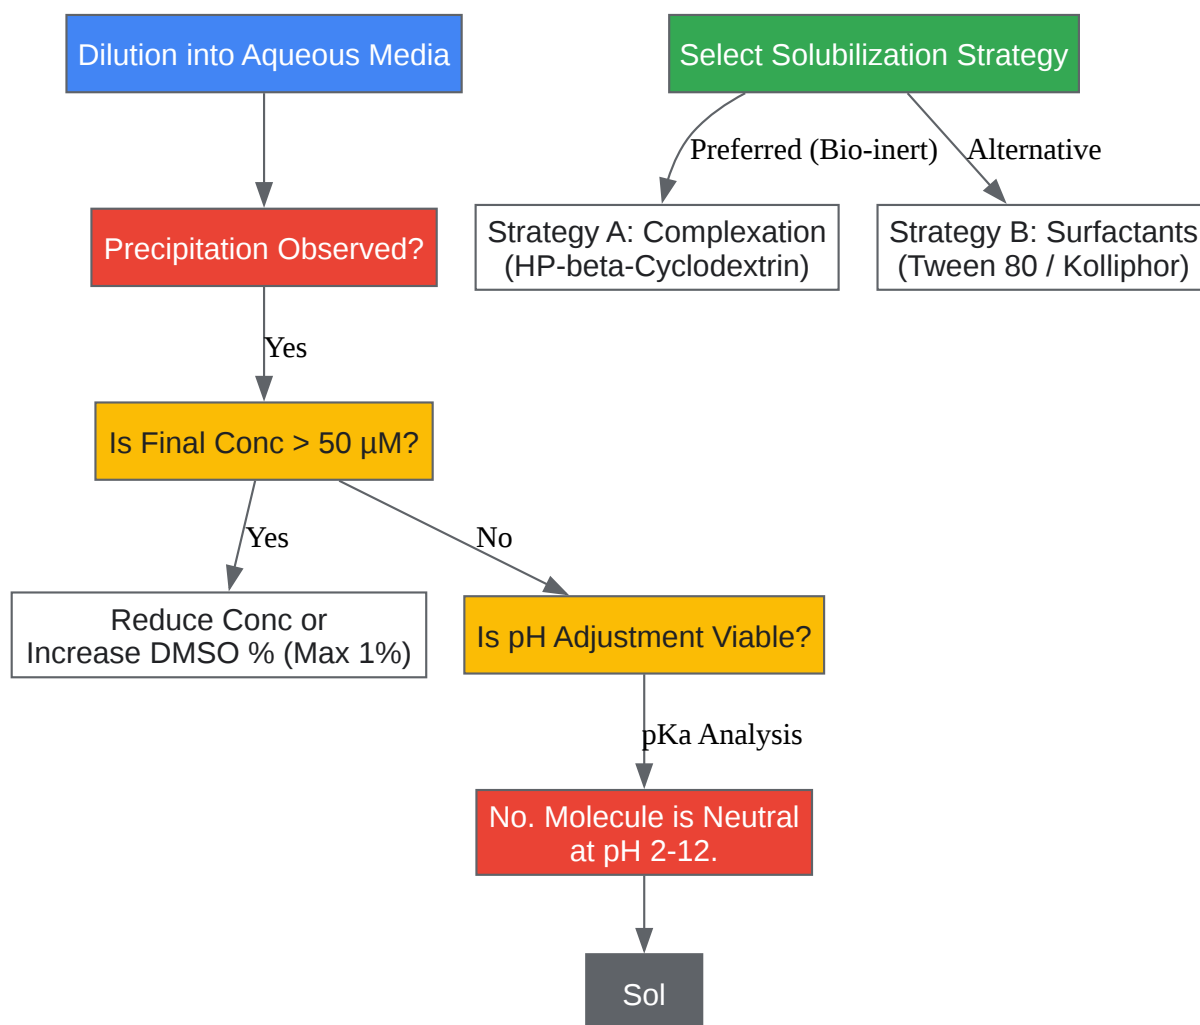 Dilution into Aqueous Media
Select Solubilization Strategy
Preferred (Bio-inert)
Alternative
Precipitation Observed?
Strategy A: Complexation
(HP-beta-Cyclodextrin)
Strategy B: Surfactants
(Tween 80 / Kolliphor)
Yes
Is Final Conc > 50 µM?
Yes
No
Reduce Conc or
Increase DMSO % (Max 1%)
Is pH Adjustment Viable?
pKa Analysis
No. Molecule is Neutral
at pH 2-12.
Sol